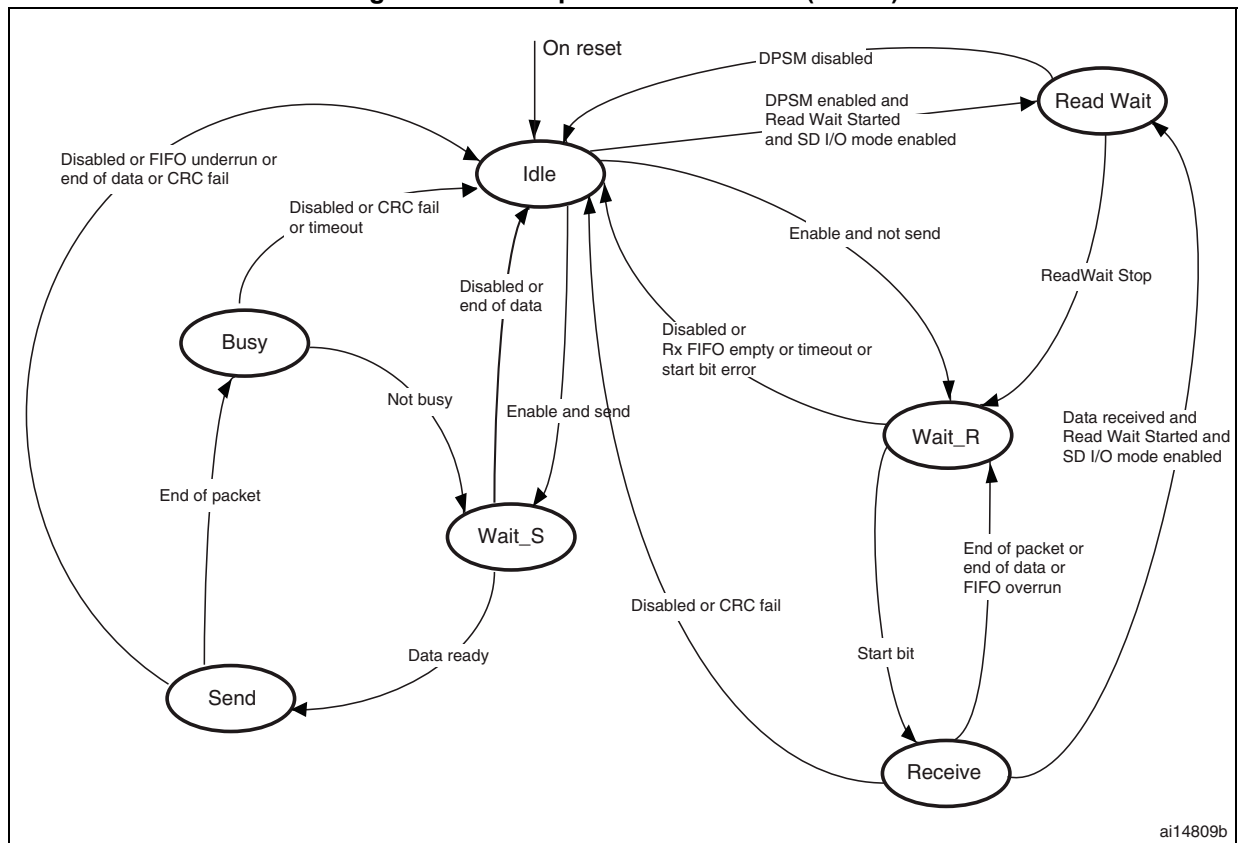 On reset
DPSM disabled
Read Wait
DPSM enabled and
Read Wait Started
and SD I/O mode enabled
Disabled or FIFO underrun or
end of data or CRC fail
Idle
Disabled or CRC fail
or timeout
Enable and not send
ReadWait Stop
Disabled or
end of data
Busy
Disabled or
Rx FIFO empty or timeout or
start bit error
Not busy
Enable and send
Data received and
Read Wait Started and
SD I/O mode enabled
Wait_R
End of packet
Wait_S
End of packet or
end of data or
FIFO overrun
Disabled or CRC fail
Data ready
Start bit
Send
Receive
ai14809b